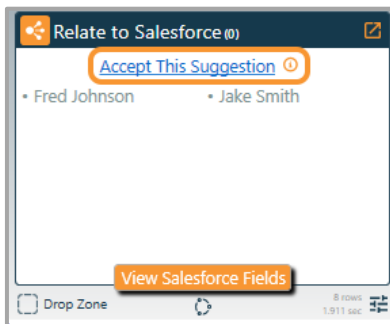 Relate to Salesforce (0)
Accept This Suggestion
• Fred Johnson • Jake Smith
View Salesforce Fields
Drop Zone
8 rows
1.911 sec